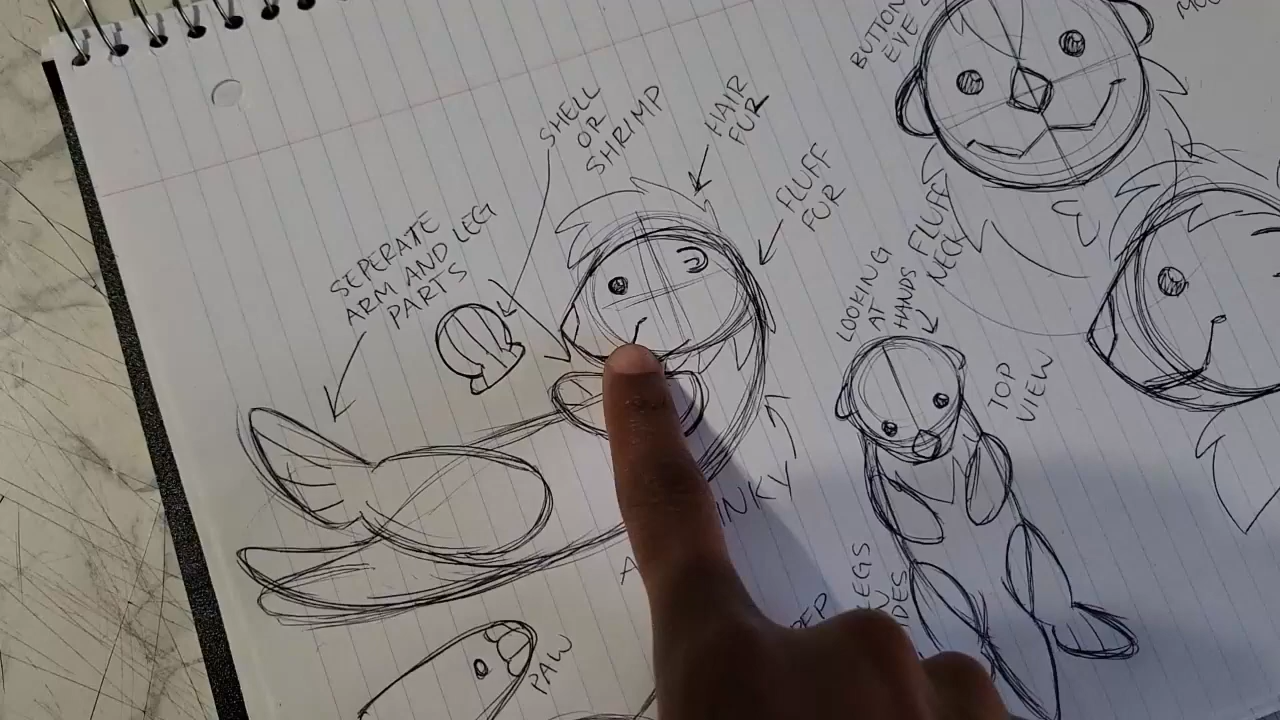 BUTTON
EYE
SHELL
OR
SHRIMP
HAIR
FUR
FLUFF
FUR
SEPERATE
ARM AND LEG
PARTS
LOOKING
AT
HANDS
FLUFF
NECK
TOP
VIEW
INKY
A
PAW